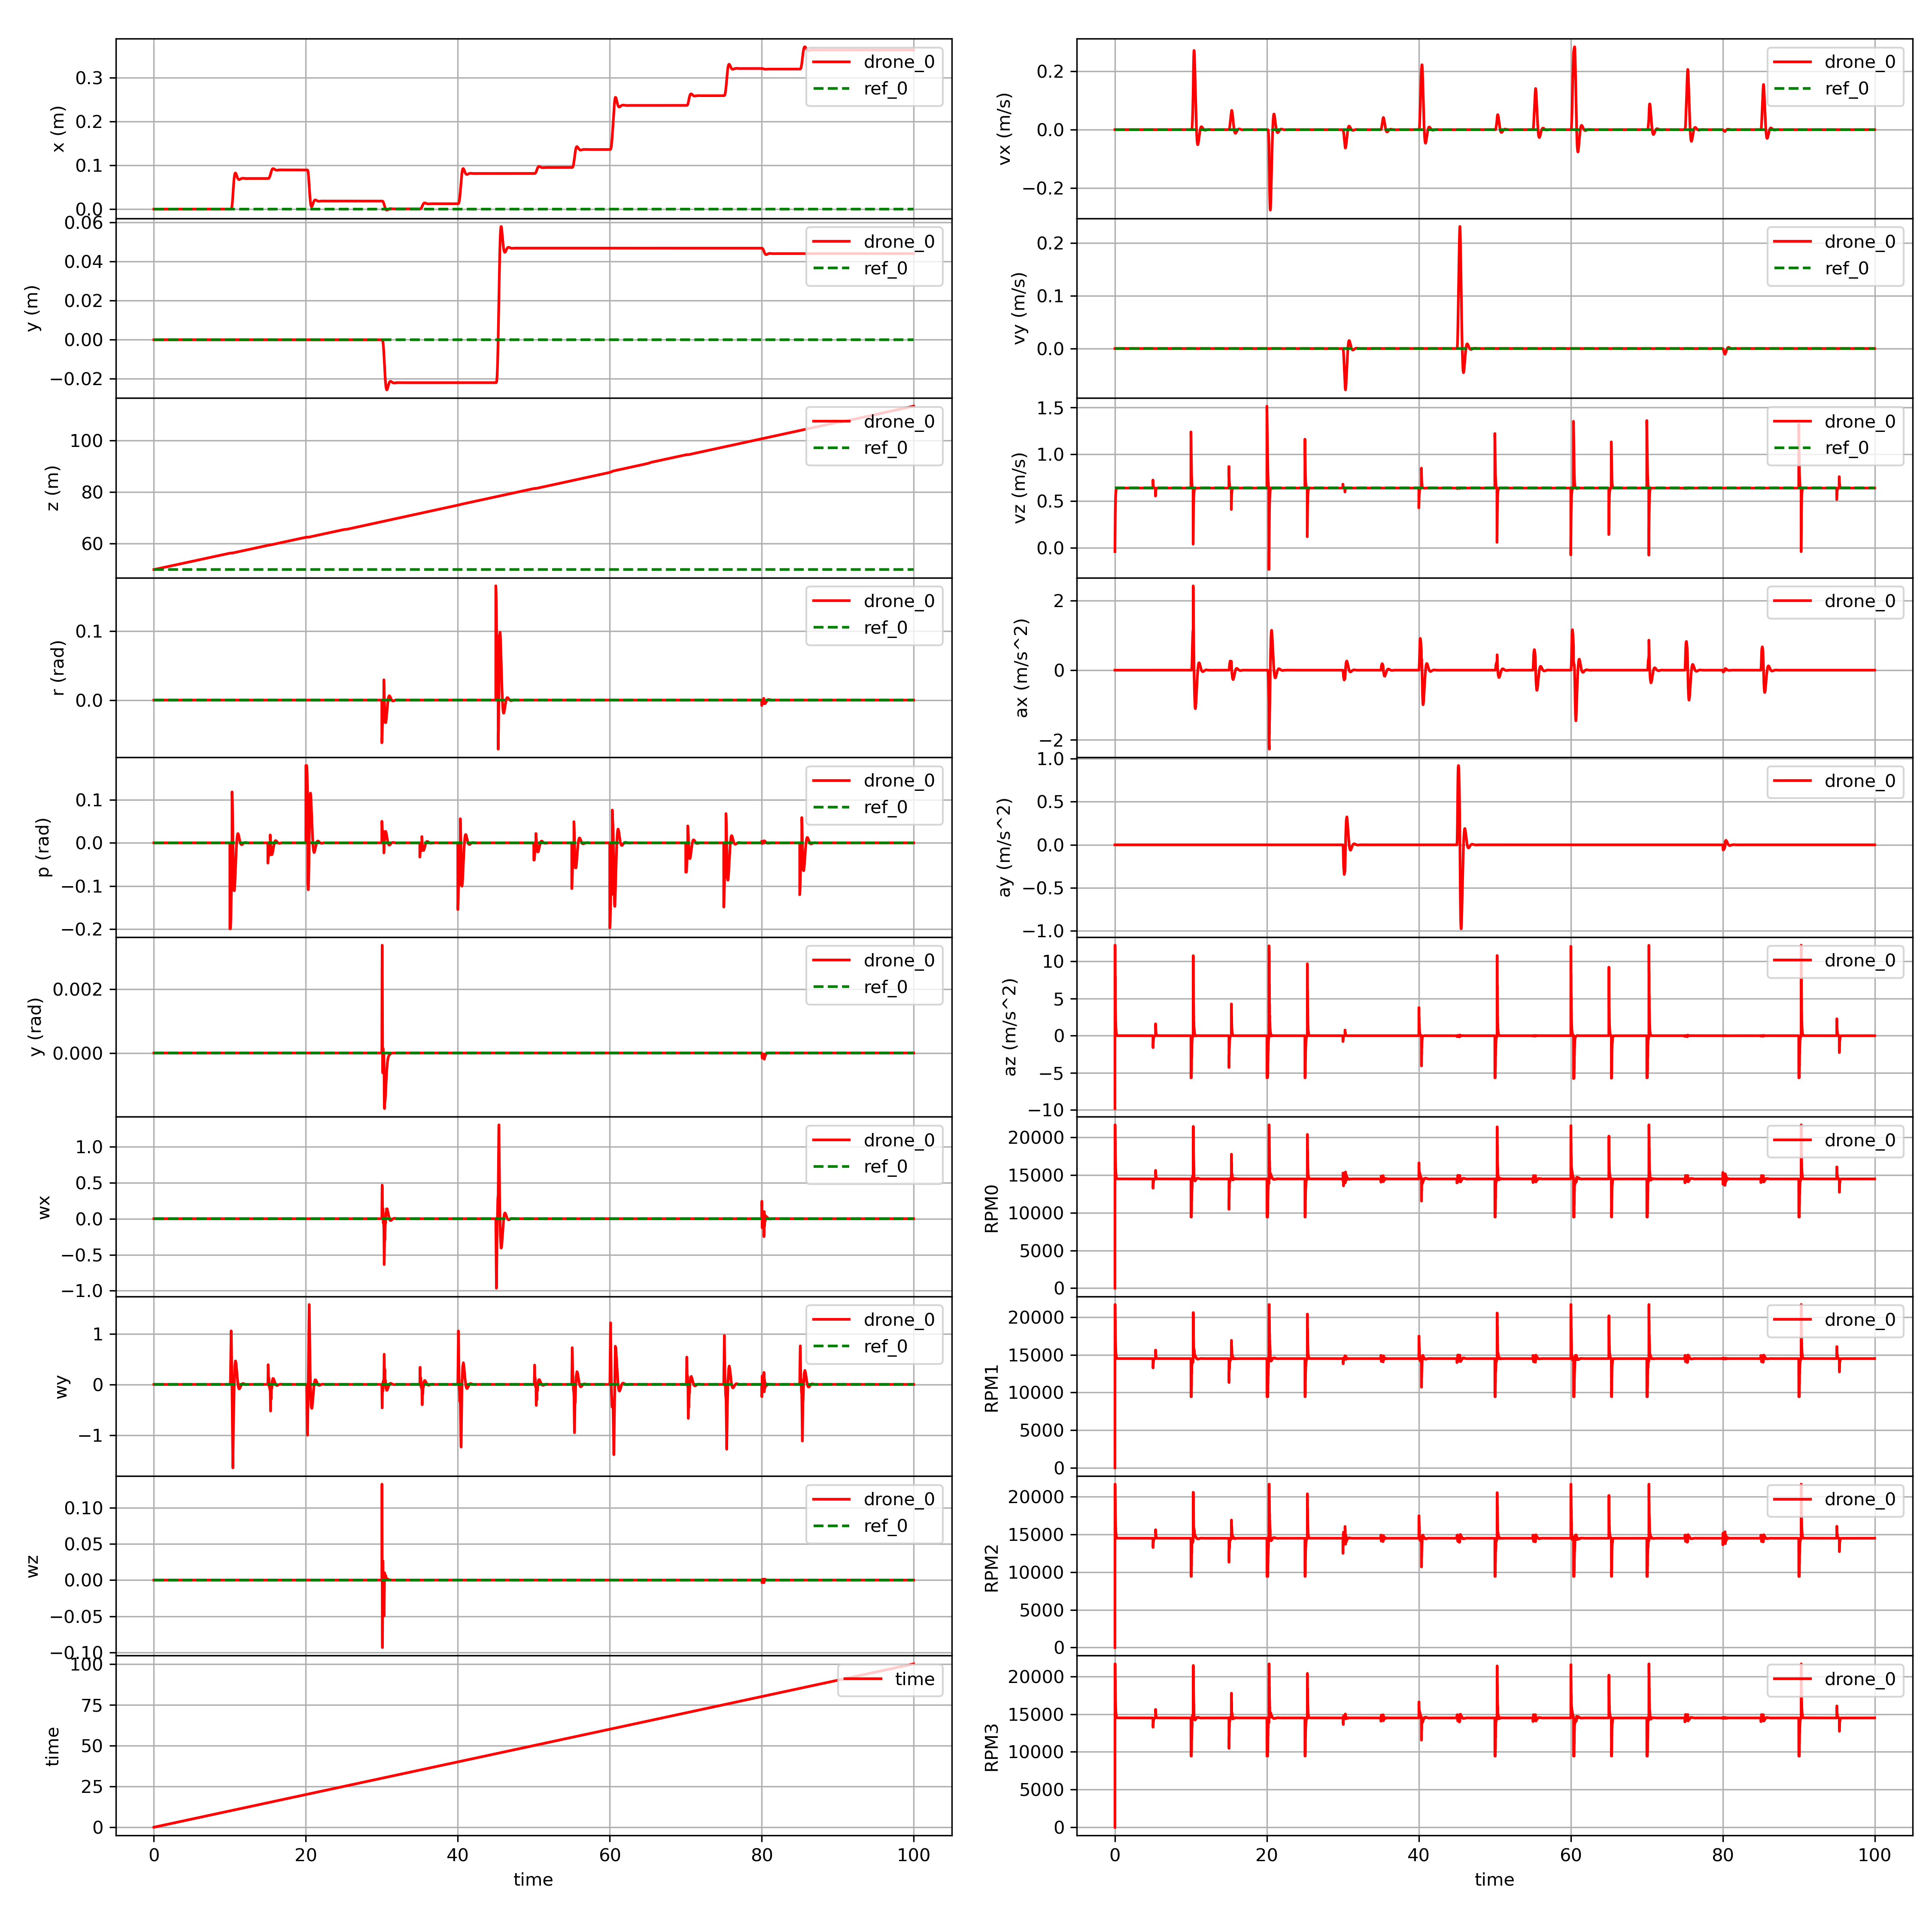 x (m)
0.3
0.2
0.1
0.0
drone_0
ref_0
y (m)
0.06
0.04
0.02
0.00
−0.02
drone_0
ref_0
z (m)
100
80
60
drone_0
ref_0
r (rad)
0.1
0.0
drone_0
ref_0
p (rad)
0.1
0.0
−0.1
−0.2
drone_0
ref_0
y (rad)
0.002
0.000
drone_0
ref_0
wx
1.0
0.5
0.0
−0.5
−1.0
drone_0
ref_0
wy
1
0
−1
drone_0
ref_0
wz
0.10
0.05
0.00
−0.05
−0.10
drone_0
ref_0
time
100
75
50
25
0
time
0 20 40 60 80 100
time
vx (m/s)
0.2
0.0
−0.2
drone_0
ref_0
vy (m/s)
0.2
0.1
0.0
drone_0
ref_0
vz (m/s)
1.5
1.0
0.5
0.0
drone_0
ref_0
ax (m/s^2)
2
0
−2
drone_0
ay (m/s^2)
1.0
0.5
0.0
−0.5
−1.0
drone_0
az (m/s^2)
10
5
0
−5
−10
drone_0
RPM0
20000
15000
10000
5000
0
drone_0
RPM1
20000
15000
10000
5000
0
drone_0
RPM2
20000
15000
10000
5000
0
drone_0
RPM3
20000
15000
10000
5000
0
drone_0
0 20 40 60 80 100
time